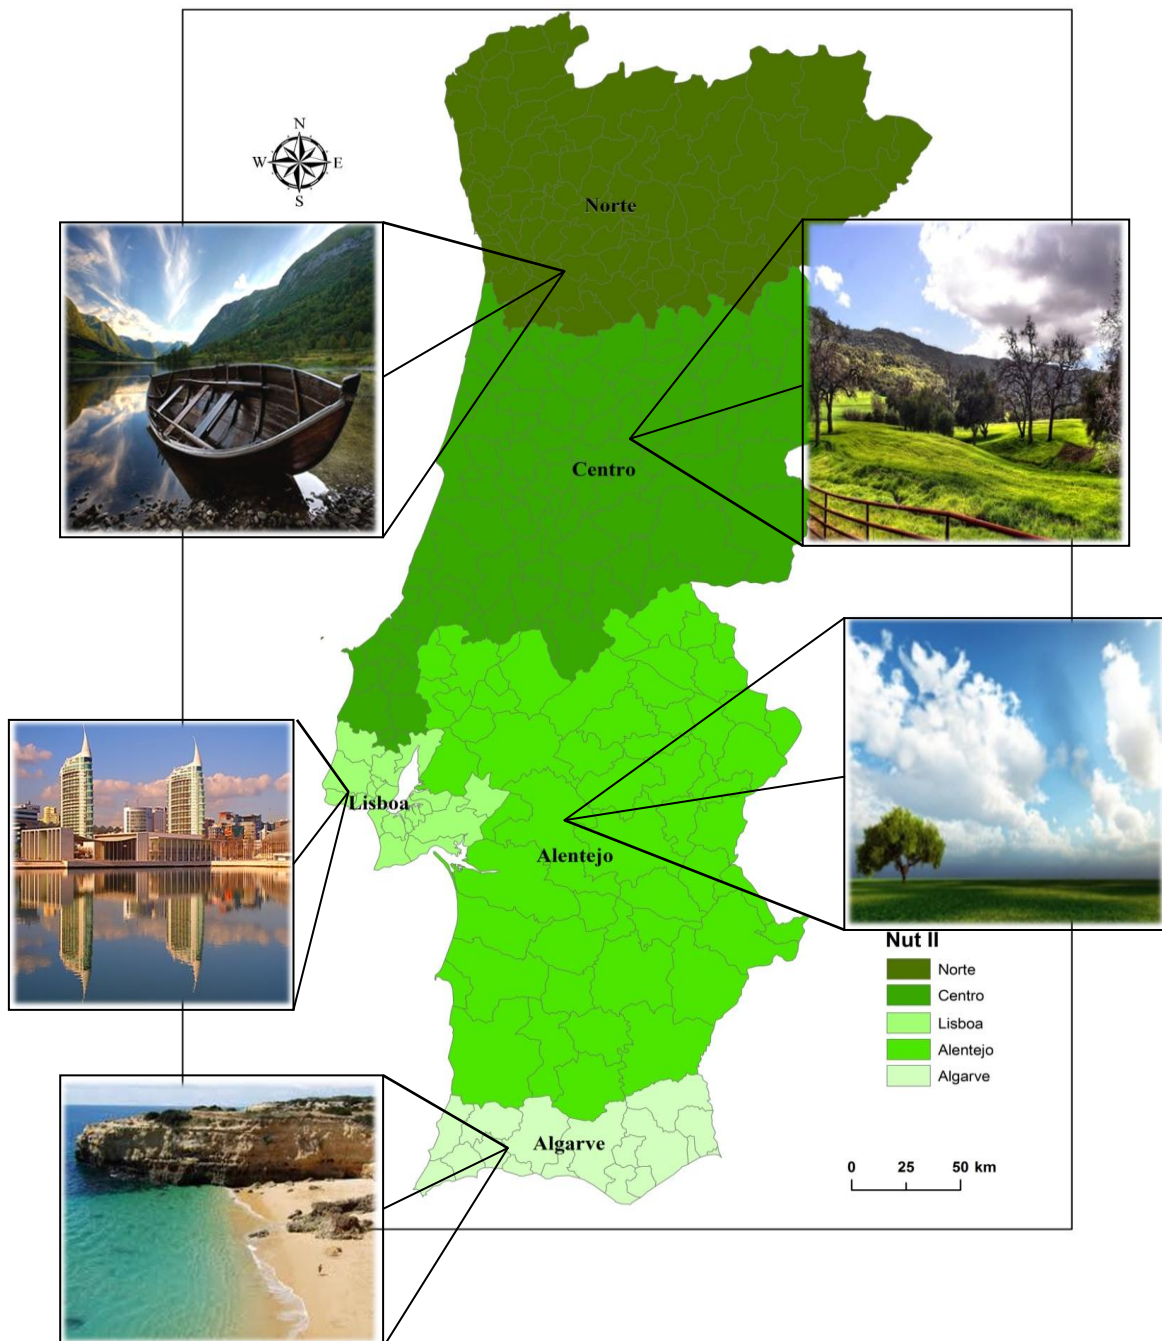 N
W E
S
Norte
Centro
Lisboa
Alentejo
Algarve
Nut II
Norte
Centro
Lisboa
Alentejo
Algarve
0 25 50 km